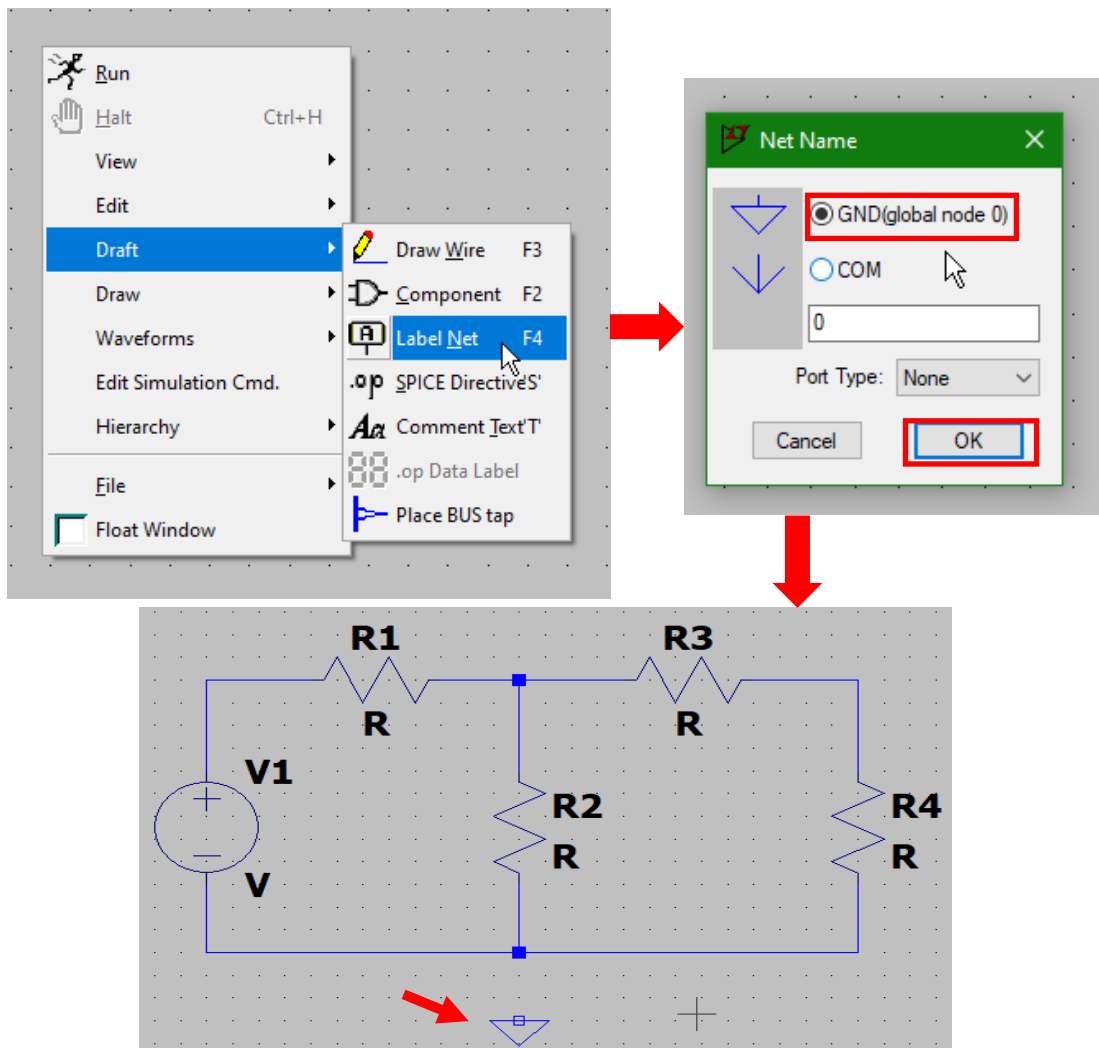 Run
Halt Ctrl+H
View
Edit
Draft
Draw
Waveforms
Edit Simulation Cmd.
Hierarchy
File
Float Window
Draw Wire F3
Component F2
A Label Net F4
.op SPICE Directive'S'
Aa Comment Text'T'
88 .op Data Label
Place BUS tap
Net Name
GND(global node 0)
COM
0
Port Type: None
Cancel OK
R1 R3
R R
V1
R2 R4
R R
V